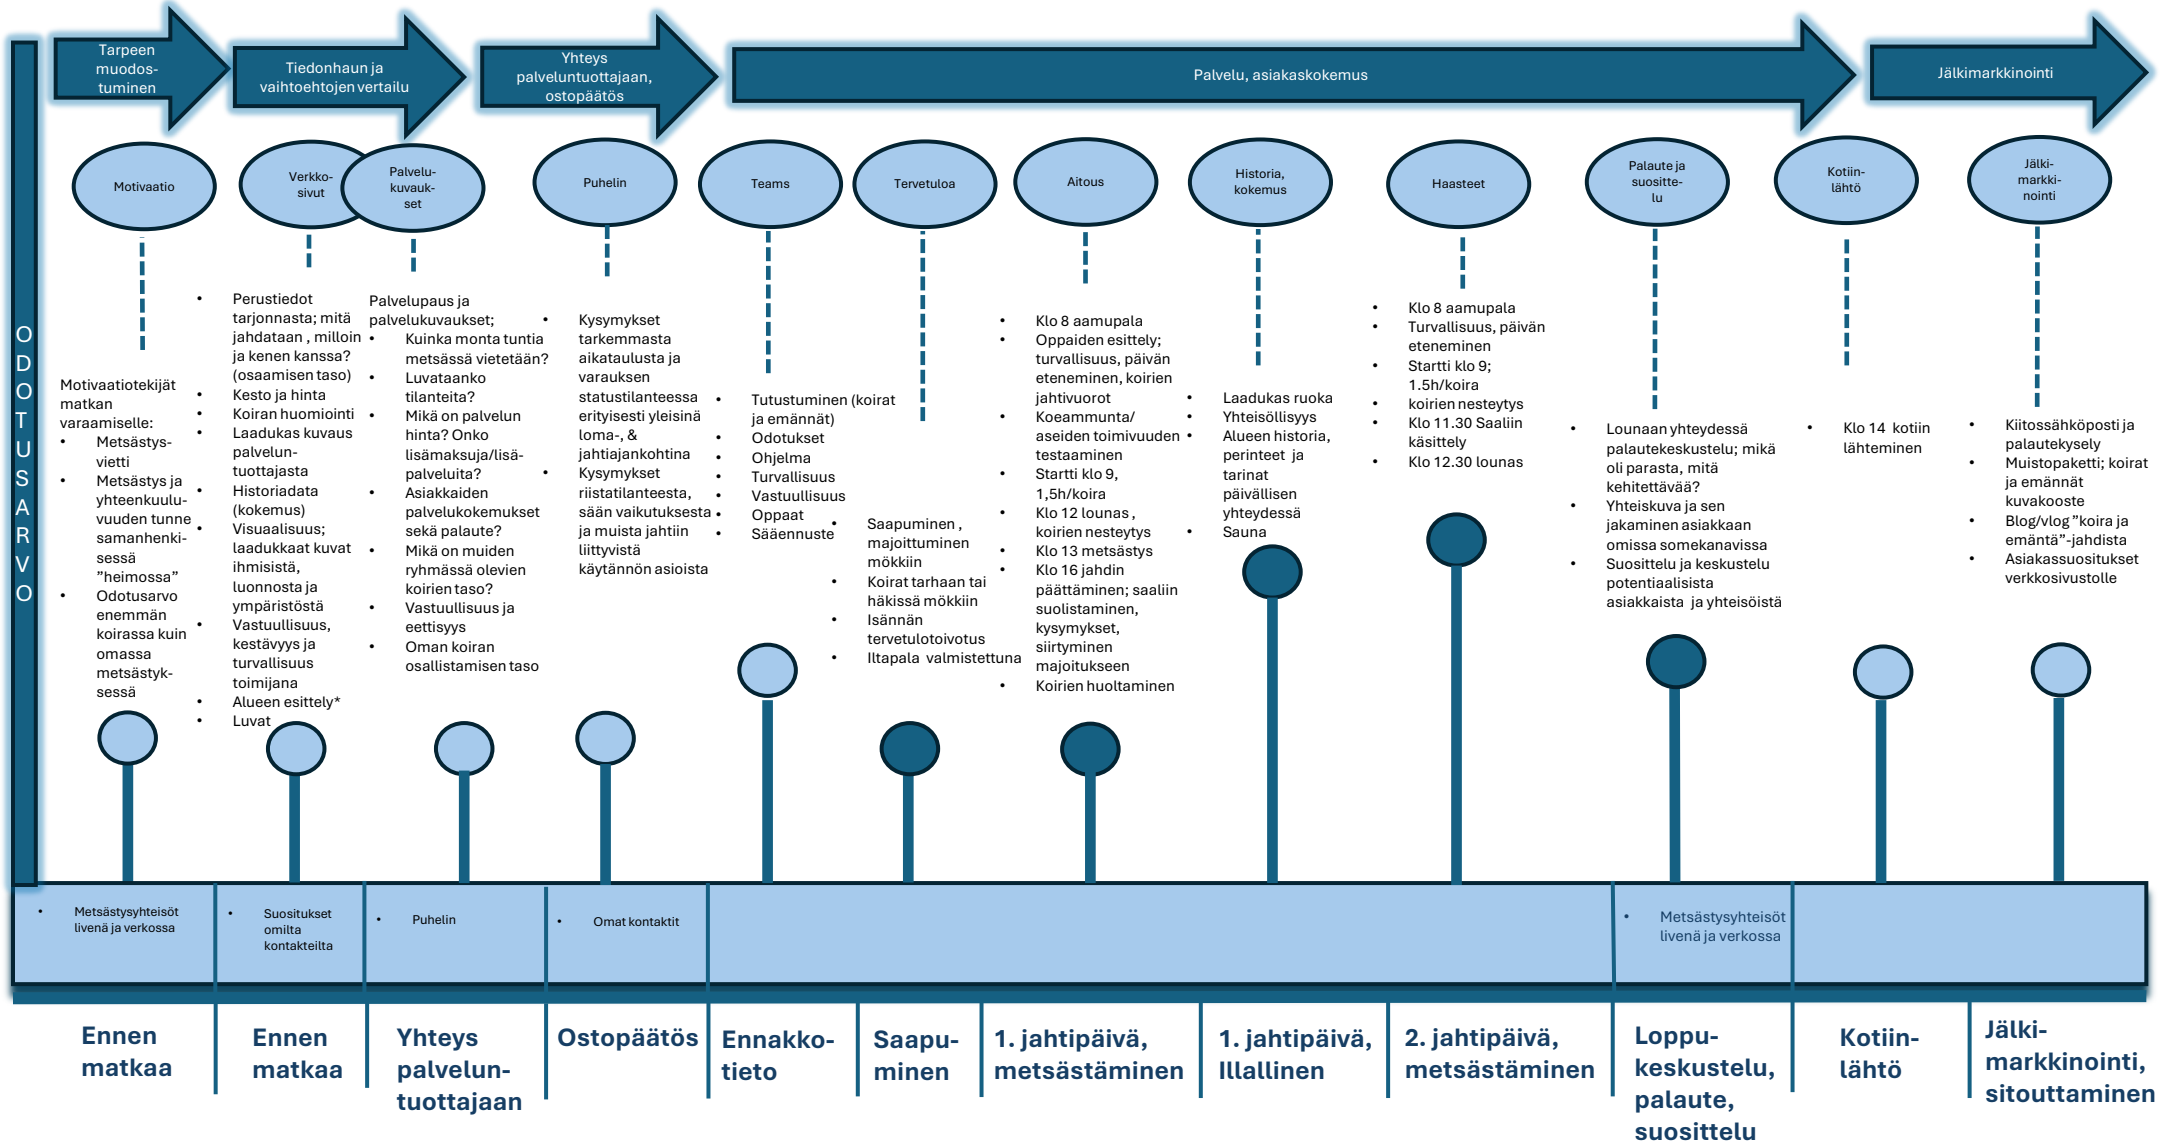 Tarpeen
muodos-
tuminen
Tiedonhaun ja
vaihtoehtojen vertailu
Yhteys
palveluntuottajaan,
ostopäätös
Palvelu, asiakaskokemus
Jälkimarkkinointi
ODOTUSARVO
Motivaatio
Verkko-
sivut
Palvelu-
kuvauk-
set
Puhelin
Teams
Tervetuloa
Aitous
Historia,
kokemus
Haasteet
Palaute ja
suositte-
lu
Kotiin-
lähtö
Jälki-
markki-
nointi
Motivaatiotekijät
matkan
varaamiselle:
• Metsästys-
vietti
• Metsästys ja
yhteenkuulu-
vuuden tunne
samanhenki-
sessä
”heimossa”
• Odotusarvo
enemmän
koirassa kuin
omassa
metsästyk-
sessä
• Perustiedot
tarjonnasta; mitä
jahdataan , milloin
ja kenen kanssa?
(osaamisen taso)
• Kesto ja hinta
• Koiran huomiointi
• Laadukas kuvaus
palvelun-
tuottajasta
• Historiadata
(kokemus)
• Visuaalisuus;
laadukkaat kuvat
ihmisistä,
luonnosta ja
ympäristöstä
• Vastuullisuus,
kestävyys ja
turvallisuus
toimijana
• Alueen esittely*
• Luvat
Palvelupaus ja
palvelukuvaukset;
• Kuinka monta tuntia
metsässä vietetään?
• Luvataanko
tilanteita?
• Mikä on palvelun
hinta? Onko
lisämaksuja/lisä-
palveluita?
• Asiakkaiden
palvelukokemukset
sekä palaute?
• Mikä on muiden
ryhmässä olevien
koirien taso?
• Vastuullisuus ja
eettisyys
• Oman koiran
osallistamisen taso
• Kysymykset
tarkemmasta
aikataulusta ja
varauksen
statustilanteessa
erityisesti yleisinä
loma-, &
jahtiajankohtina
• Kysymykset
riistatilanteesta,
sään vaikutuksesta
ja muista jahtiin
liittyvistä
käytännön asioista
• Tutustuminen (koirat
ja emännät)
• Odotukset
• Ohjelma
• Turvallisuus
• Vastuullisuus
• Oppaat
• Sääennuste
• Saapuminen ,
majoittuminen
mökkiin
• Koirat tarhaan tai
häkissä mökkiin
• Isännän
tervetulotoivotus
• Iltapala valmistettuna
• Klo 8 aamupala
• Oppaiden esittely;
turvallisuus, päivän
eteneminen, koirien
jahtivuorot
• Koeammunta/
aseiden toimivuuden
testaaminen
• Startti klo 9,
1,5h/koira
• Klo 12 lounas ,
koirien nesteytys
• Klo 13 metsästys
• Klo 16 jahdin
päättäminen; saaliin
suolistaminen,
kysymykset,
siirtyminen
majoitukseen
• Koirien huoltaminen
• Laadukas ruoka
• Yhteisöllisyys
• Alueen historia,
perinteet ja
tarinat
päivällisen
yhteydessä
• Sauna
• Klo 8 aamupala
• Turvallisuus, päivän
eteneminen
• Startti klo 9;
1.5h/koira
• koirien nesteytys
• Klo 11.30 Saaliin
käsittely
• Klo 12.30 lounas
• Lounaan yhteydessä
palautekeskustelu; mikä
oli parasta, mitä
kehitettävää?
• Yhteiskuva ja sen
jakaminen asiakkaan
omissa somekanavissa
• Suosittelu ja keskustelu
potentiaalisista
asiakkaista ja yhteisöistä
• Klo 14 kotiin
lähteminen
• Kiitossähköposti ja
palautekysely
• Muistopaketti; koirat
ja emännät
kuvakooste
• Blog/vlog ”koira ja
emäntä”-jahdista
• Asiakassuositukset
verkkosivustolle
• Metsästysyhteisöt
livenä ja verkossa
• Suositukset
omilta
kontakteilta
• Puhelin
• Omat kontaktit
• Metsästysyhteisöt
livenä ja verkossa
Ennen
matkaa
Ennen
matkaa
Yhteys
palvelun-
tuottajaan
Ostopäätös
Ennakko-
tieto
Saapu-
minen
1. jahtipäivä,
metsästäminen
1. jahtipäivä,
Illallinen
2. jahtipäivä,
metsästäminen
Loppu-
keskustelu,
palaute,
suosittelu
Kotiin-
lähtö
Jälki-
markkinointi,
sitouttaminen